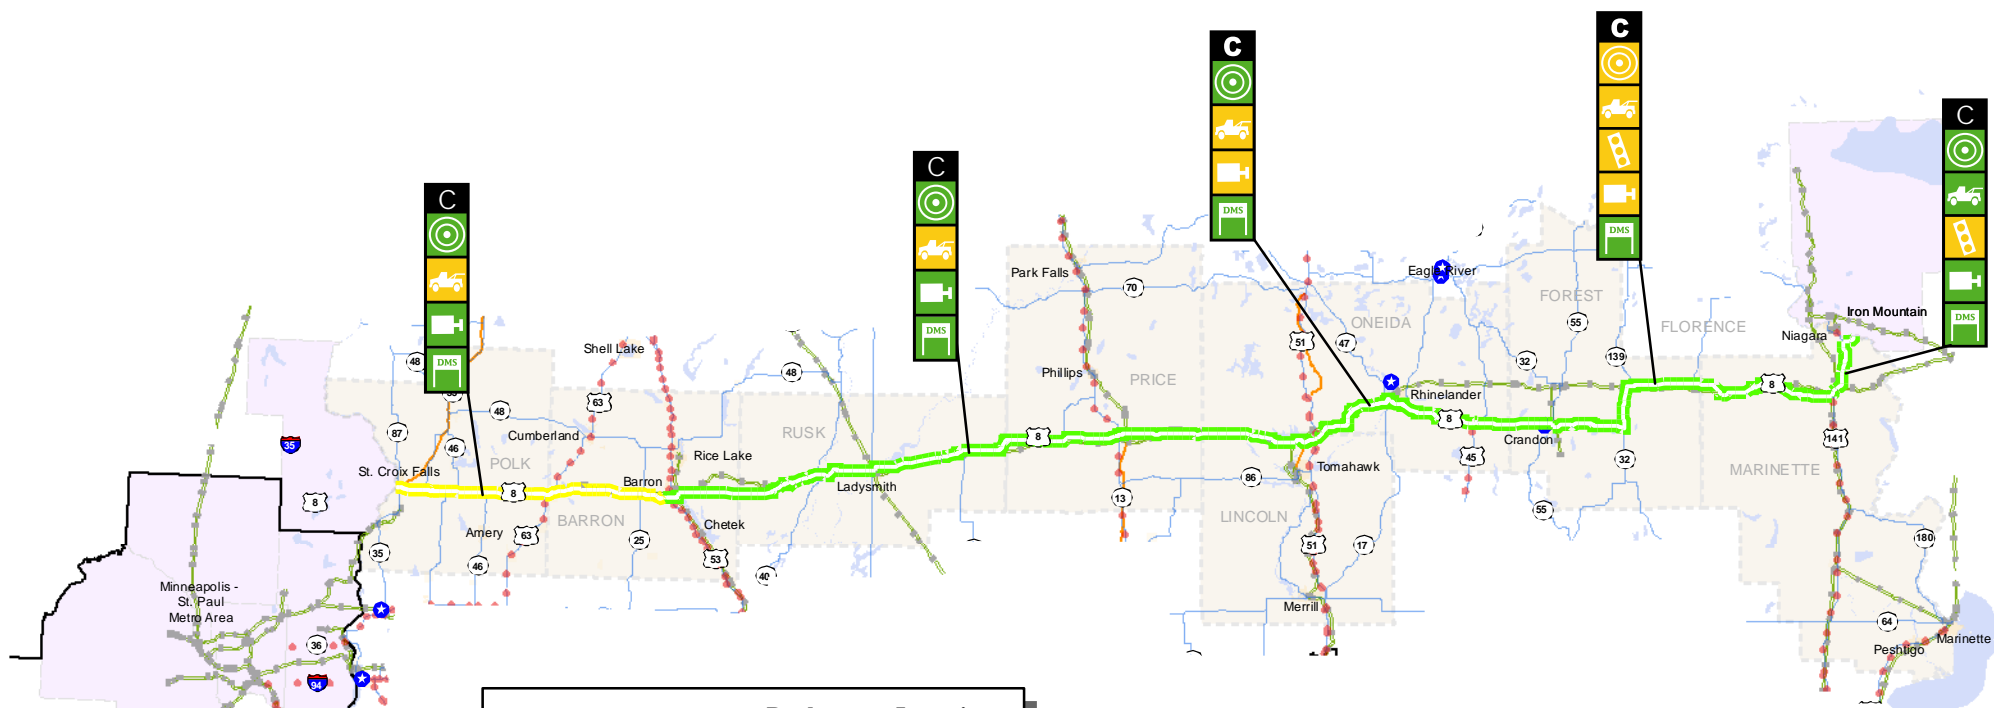 C
DMS
C
DMS
C
DMS
C
DMS
C
DMS
Park Falls
70
Eagle River
FOREST
ONEIDA
55
FLORENCE
Iron Mountain
Niagara
51
47
139
32
Shell Lake
48
48
Phillips
PRICE
8
Rhinelander
63
48
87
Cumberland
RUSK
8
8
Crandon
141
35
46
POLK
Rice Lake
St. Croix Falls
Barron
Ladysmith
Tomahawk
45
32
MARINETTE
86
8
8
13
Amery
63
BARRON
Chetek
25
LINCOLN
55
35
46
53
51
17
180
40
Minneapolis -
St. Paul
Metro Area
Merrill
64
36
Marinette
Peshtigo
94